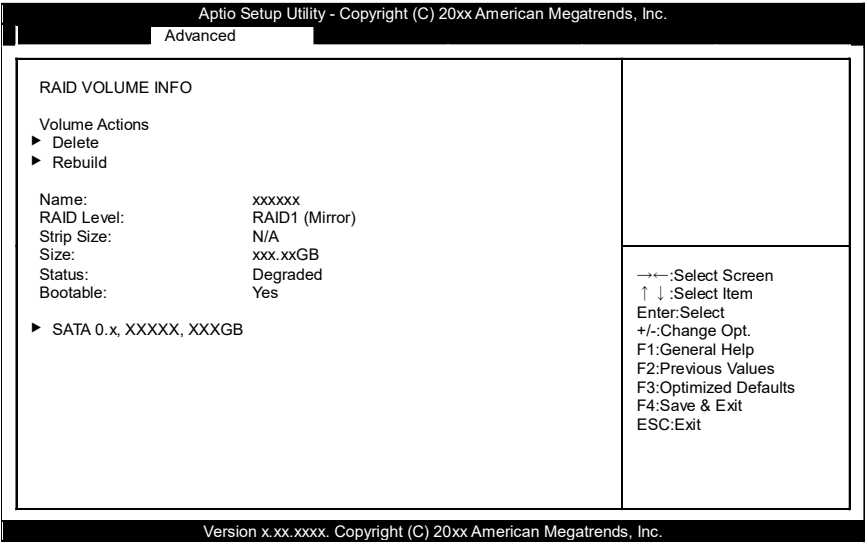 Aptio Setup Utility - Copyright (C) 20xx American Megatrends, Inc.
Advanced
RAID VOLUME INFO
Volume Actions
► Delete
► Rebuild
Name: xxxxxx
RAID Level: RAID1 (Mirror)
Strip Size: N/A
Size: xxx.xxGB
Status: Degraded
Bootable: Yes
► SATA 0.x, XXXXX, XXXGB
→←:Select Screen
↑↓:Select Item
Enter:Select
+/-:Change Opt.
F1:General Help
F2:Previous Values
F3:Optimized Defaults
F4:Save & Exit
ESC:Exit
Version x.xx.xxxx. Copyright (C) 20xx American Megatrends, Inc.